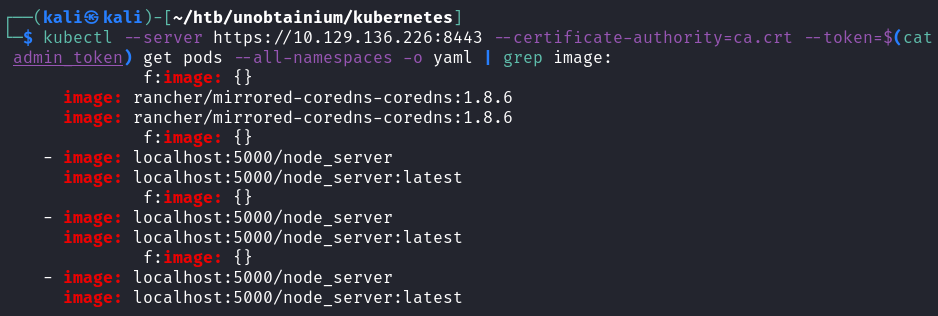 ┌──(kali㉿kali)-[~/htb/unobtainium/kubernetes]
└─$ kubectl --server https://10.129.136.226:8443 --certificate-authority=ca.crt --token=$(cat
admin_token) get pods --all-namespaces -o yaml | grep image:
f:image: {}
image: rancher/mirrored-coredns-coredns:1.8.6
image: rancher/mirrored-coredns-coredns:1.8.6
f:image: {}
- image: localhost:5000/node_server
image: localhost:5000/node_server:latest
f:image: {}
- image: localhost:5000/node_server
image: localhost:5000/node_server:latest
f:image: {}
- image: localhost:5000/node_server
image: localhost:5000/node_server:latest